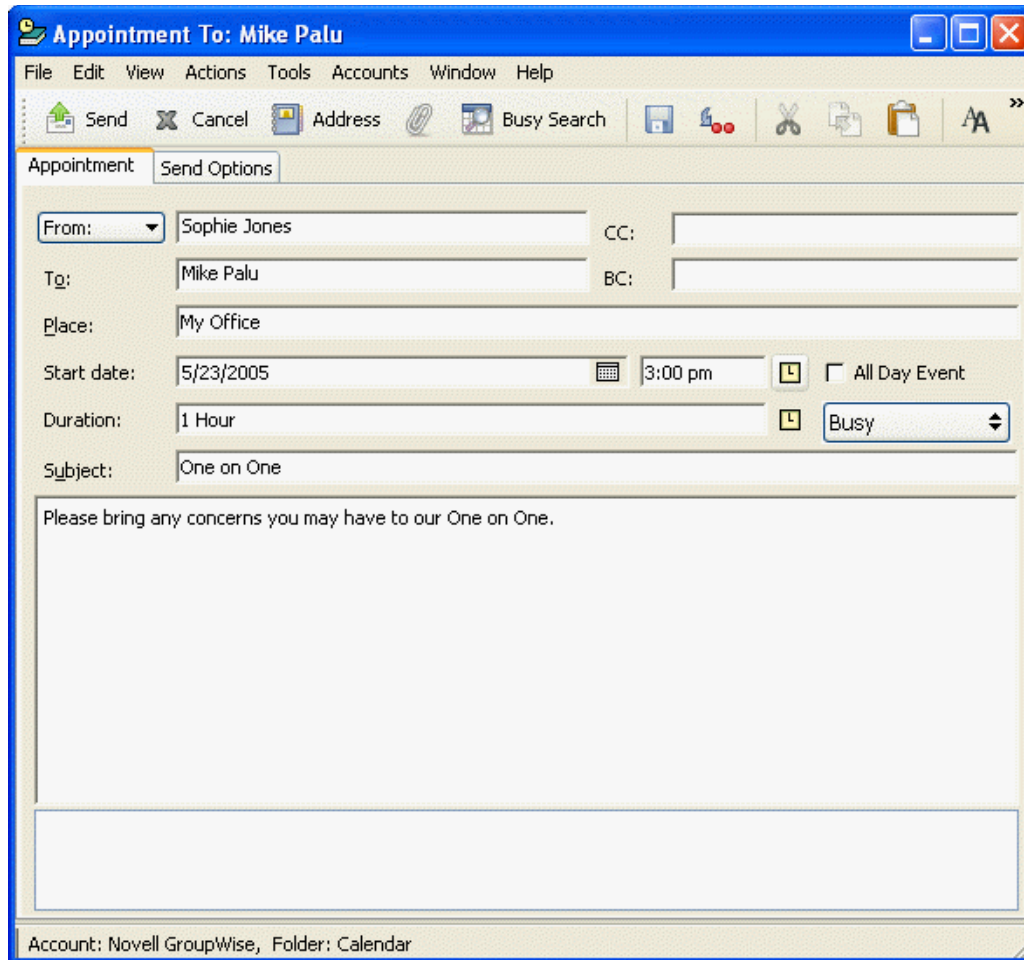 Appointment To: Mike Palu
File Edit View Actions Tools Accounts Window Help
Send Cancel Address Busy Search AA »
Appointment Send Options
From: Sophie Jones CC:
To: Mike Palu BC:
Place: My Office
Start date: 5/23/2005 3:00 pm All Day Event
Duration: 1 Hour Busy
Subject: One on One
Please bring any concerns you may have to our One on One.
Account: Novell GroupWise, Folder: Calendar